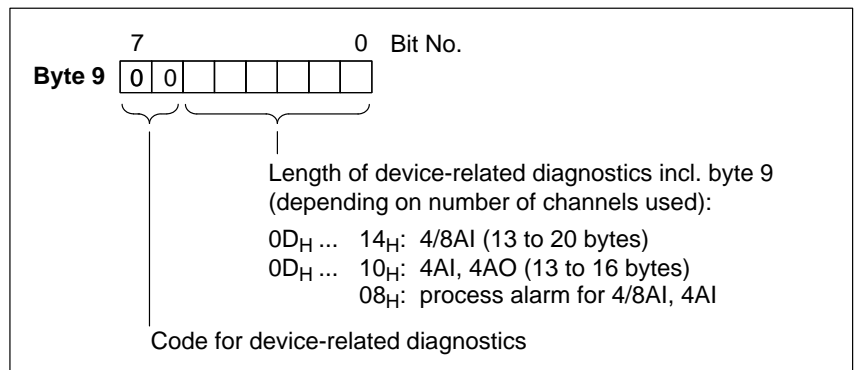 7 0 Bit No.
Byte 9 0 0
Length of device-related diagnostics incl. byte 9
(depending on number of channels used):
0DH ... 14H: 4/8AI (13 to 20 bytes)
0DH ... 10H: 4AI, 4AO (13 to 16 bytes)
08H: process alarm for 4/8AI, 4AI
Code for device-related diagnostics